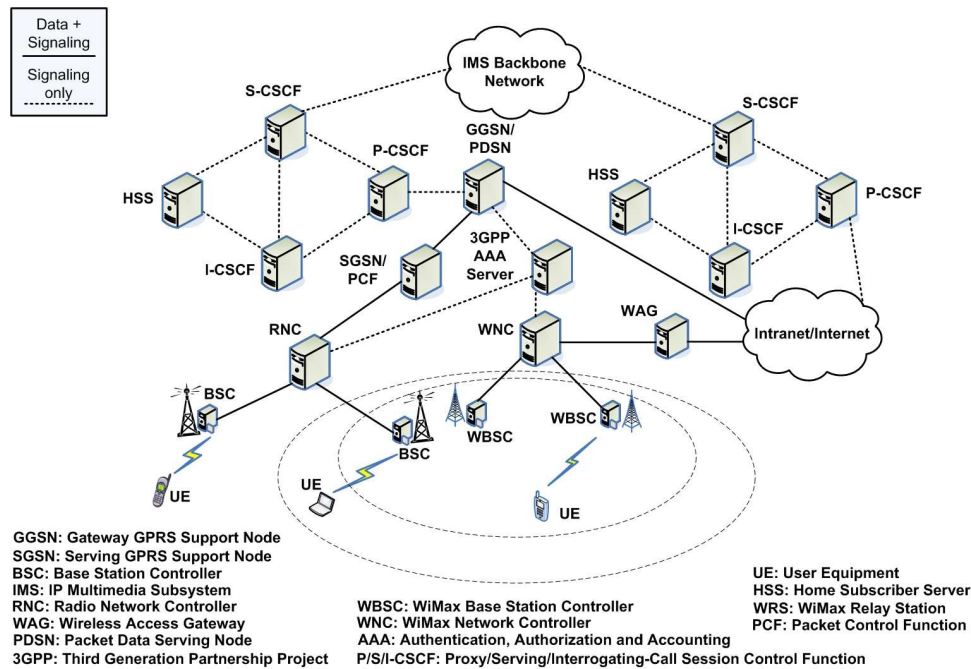 Data +
Signaling
Signaling
only
IMS Backbone
Network
S-CSCF
S-CSCF
GGSN/
PDSN
P-CSCF
HSS
HSS
P-CSCF
I-CSCF
I-CSCF
SGSN/
PCF
3GPP
AAA
Server
RNC
WNC
WAG
Intranet/Internet
BSC
BSC
WBSC
WBSC
UE
UE
UE
GGSN: Gateway GPRS Support Node
SGSN: Serving GPRS Support Node
BSC: Base Station Controller
IMS: IP Multimedia Subsystem
RNC: Radio Network Controller
WAG: Wireless Access Gateway
PDSN: Packet Data Serving Node
3GPP: Third Generation Partnership Project
WBSC: WiMax Base Station Controller
WNC: WiMax Network Controller
AAA: Authentication, Authorization and Accounting
P/S/I-CSCF: Proxy/Serving/Interrogating-Call Session Control Function
UE: User Equipment
HSS: Home Subscriber Server
WRS: WiMax Relay Station
PCF: Packet Control Function